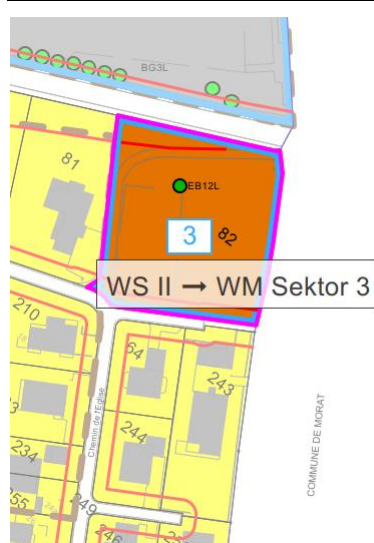 BG3L
81
EB12L
3
82
WS II → WM Sektor 3
210
64
243
Chemin de l'Eglise
244
COMMUNE DE MORAT
234
249
246